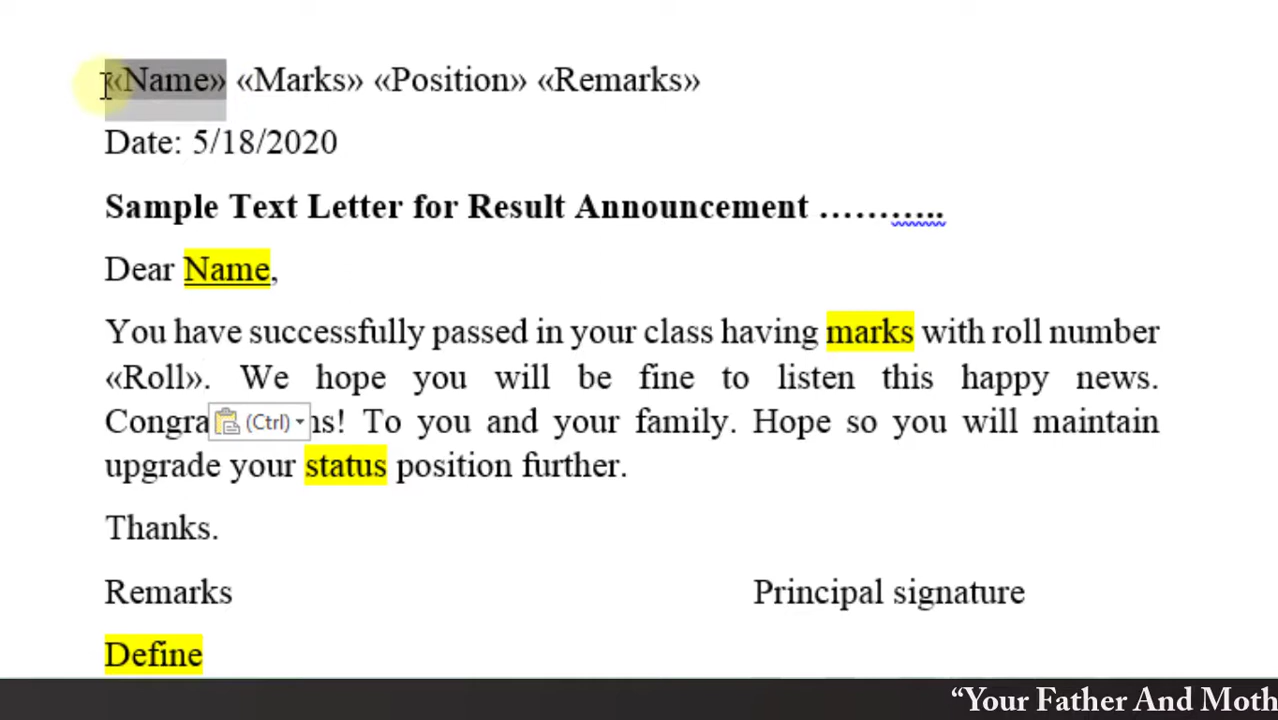 «Name» «Marks» «Position» «Remarks»
Date: 5/18/2020
Sample Text Letter for Result Announcement ………..
Dear Name,
You have successfully passed in your class having marks with roll number
«Roll». We hope you will be fine to listen this happy news.
(Ctrl) To you and your family. Hope so you will maintain
upgrade your status position further.
Thanks.
Remarks Principal signature
Define
“Your Father And Moth